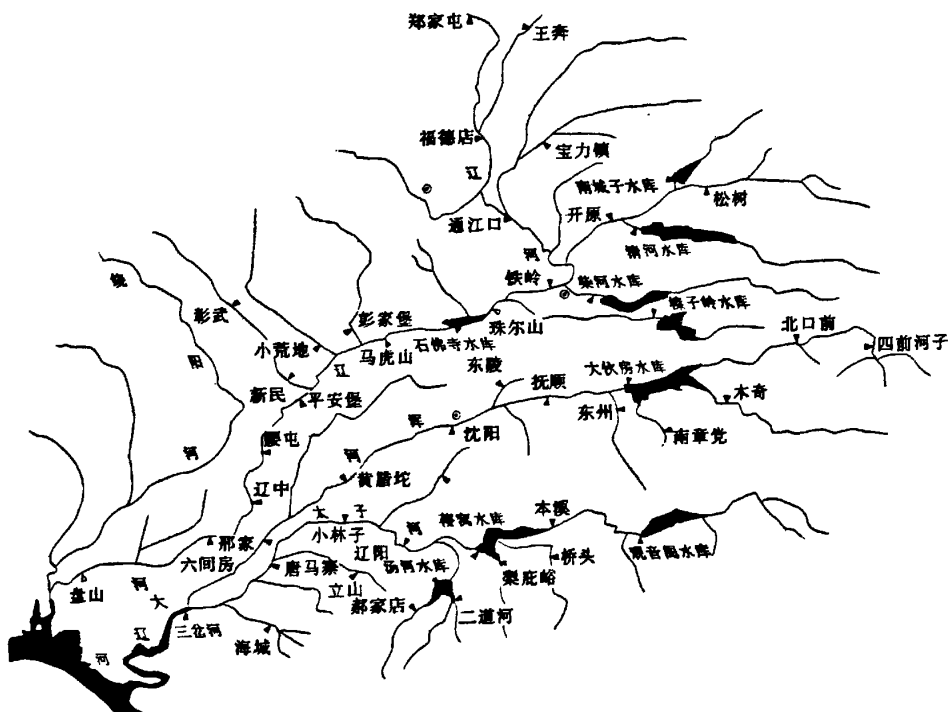 郑家屯
王奔
福德店
宝力镇
辽
南城子水库
松树
通江口
开原
清河水库
河
铁岭
柴河水库
饶
彰武
彭家堡
珠尔山
榛子岭水库
北口前
四前河子
小荒地
马虎山
石佛寺水库
阳
辽
东陵
抚顺
大伙房水库
新民
平安堡
木奇
东州
浑
沈阳
南章党
腰屯
河
河
黄腊坨
辽中
太
子
本溪
小林子
河
邢家
辽阳
桥头
观音阁水库
六间房
唐马寨
汤河水库
梨庇峪
盘山
河
大
立山
郝家店
二道河
三岔河
辽
海城
河